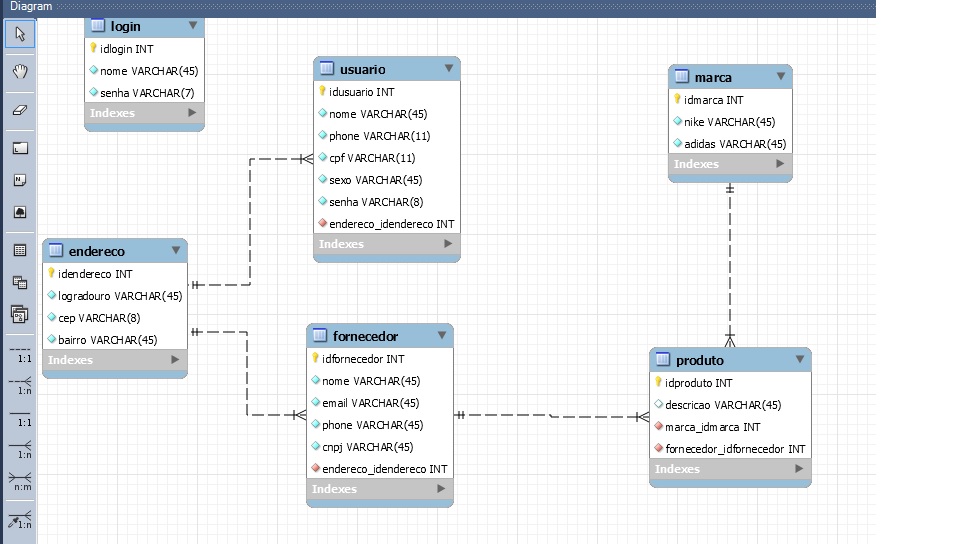 Diagram
login
idlogin INT
nome VARCHAR(45)
senha VARCHAR(7)
Indexes
usuario
idusuario INT
nome VARCHAR(45)
phone VARCHAR(11)
cpf VARCHAR(11)
sexo VARCHAR(45)
senha VARCHAR(8)
endereco_idendereco INT
Indexes
marca
idmarca INT
nike VARCHAR(45)
adidas VARCHAR(45)
Indexes
endereco
idendereco INT
logradouro VARCHAR(45)
cep VARCHAR(8)
bairro VARCHAR(45)
Indexes
fornecedor
idfornecedor INT
nome VARCHAR(45)
email VARCHAR(45)
phone VARCHAR(45)
cnpj VARCHAR(45)
endereco_idendereco INT
Indexes
produto
idproduto INT
descricao VARCHAR(45)
marca_idmarca INT
fornecedor_idfornecedor INT
Indexes
1:1
1:n
1:1
1:n
n:m
1:n